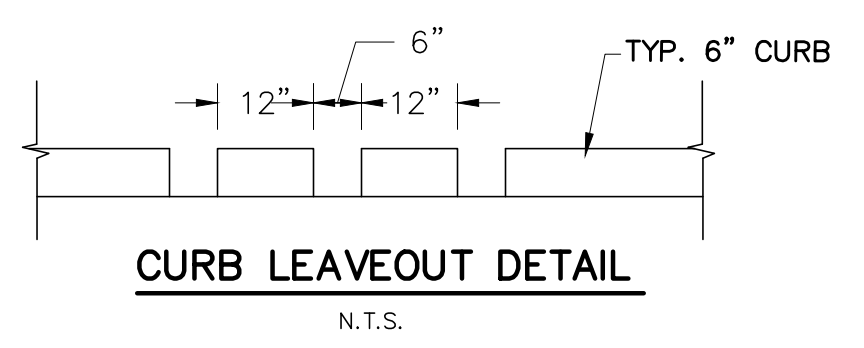 6”
TYP. 6” CURB
12”
12”
CURB LEAVEOUT DETAIL
N.T.S.